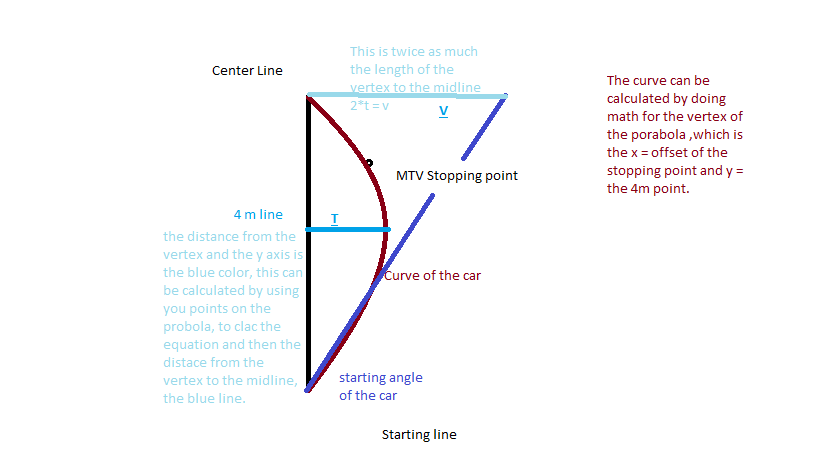 This is twice as much
the length of the
vertex to the midline
2*t = v
Center Line
V
The curve can be
calculated by doing
math for the vertex of
the porabola ,which is
the x = offset of the
stopping point and y =
the 4m point.
MTV Stopping point
4 m line
T
the distance from the
vertex and the y axis is
the blue color, this can
be calculated by using
you points on the
probola, to clac the
equation and then the
distace from the
vertex to the midline,
the blue line.
Curve of the car
starting angle
of the car
Starting line